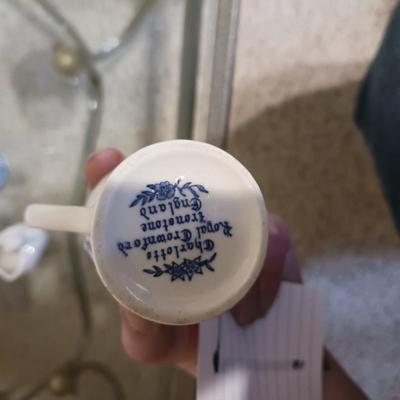 Charlotte
Royal Crownford
Ironstone
England